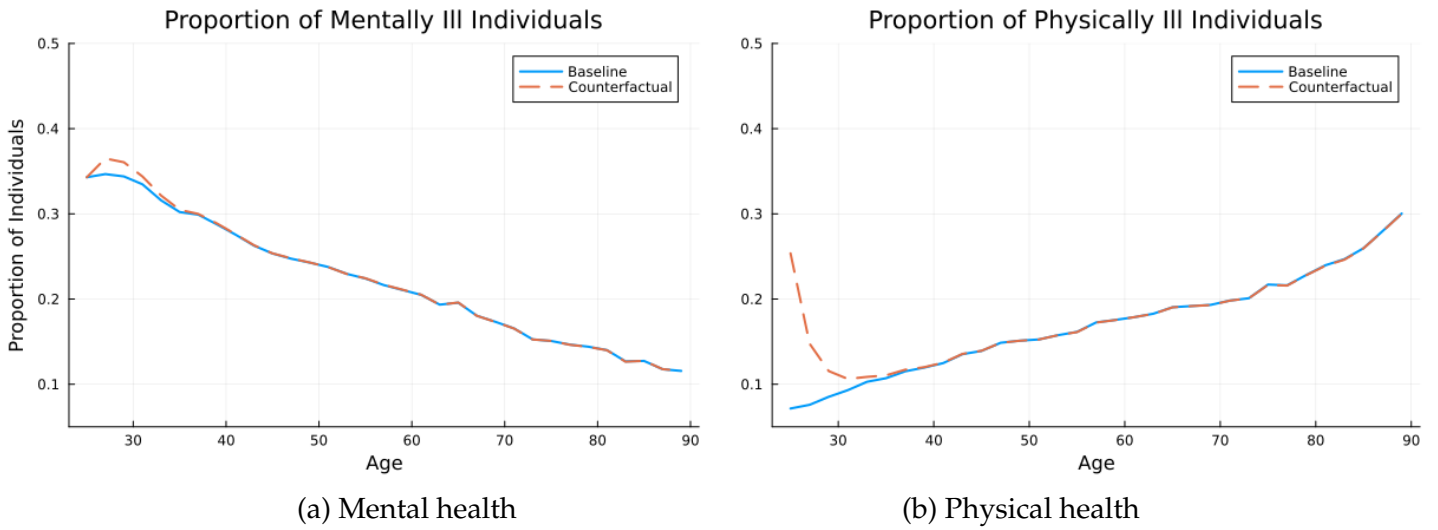 Proportion of Mentally Ill Individuals
0.5
0.4
0.3
0.2
0.1
Proportion of Individuals
Baseline
Counterfactual
30 40 50 60 70 80 90
Age
(a) Mental health
Proportion of Physically Ill Individuals
0.5
0.4
0.3
0.2
0.1
Baseline
Counterfactual
30 40 50 60 70 80 90
Age
(b) Physical health